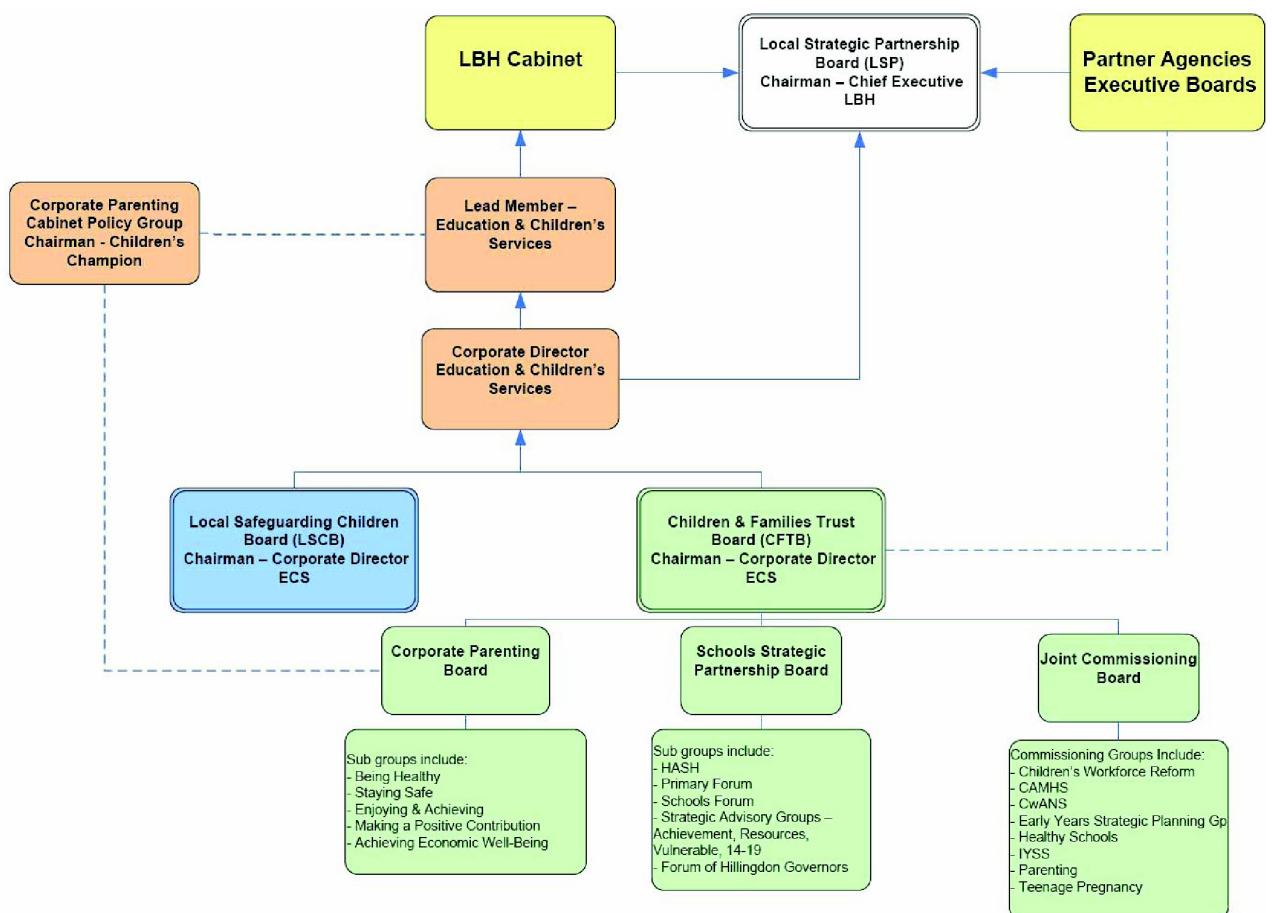 LBH Cabinet
Local Strategic Partnership
Board (LSP)
Chairman – Chief Executive
LBH
Partner Agencies
Executive Boards
Corporate Parenting
Cabinet Policy Group
Chairman - Children's
Champion
Lead Member –
Education & Children's
Services
Corporate Director
Education & Children's
Services
Local Safeguarding Children
Board (LSCB)
Chairman – Corporate Director
ECS
Children & Families Trust
Board (CFTB)
Chairman – Corporate Director
ECS
Corporate Parenting
Board
Schools Strategic
Partnership Board
Joint Commissioning
Board
Sub groups include:
- Being Healthy
- Staying Safe
- Enjoying & Achieving
- Making a Positive Contribution
- Achieving Economic Well-Being
Sub groups include:
- HASH
- Primary Forum
- Schools Forum
- Strategic Advisory Groups –
Achievement, Resources,
Vulnerable, 14-19
- Forum of Hillingdon Governors
Commissioning Groups Include:
- Children's Workforce Reform
- CAMHS
- CwANS
- Early Years Strategic Planning Gp
- Healthy Schools
- IYSS
- Parenting
- Teenage Pregnancy